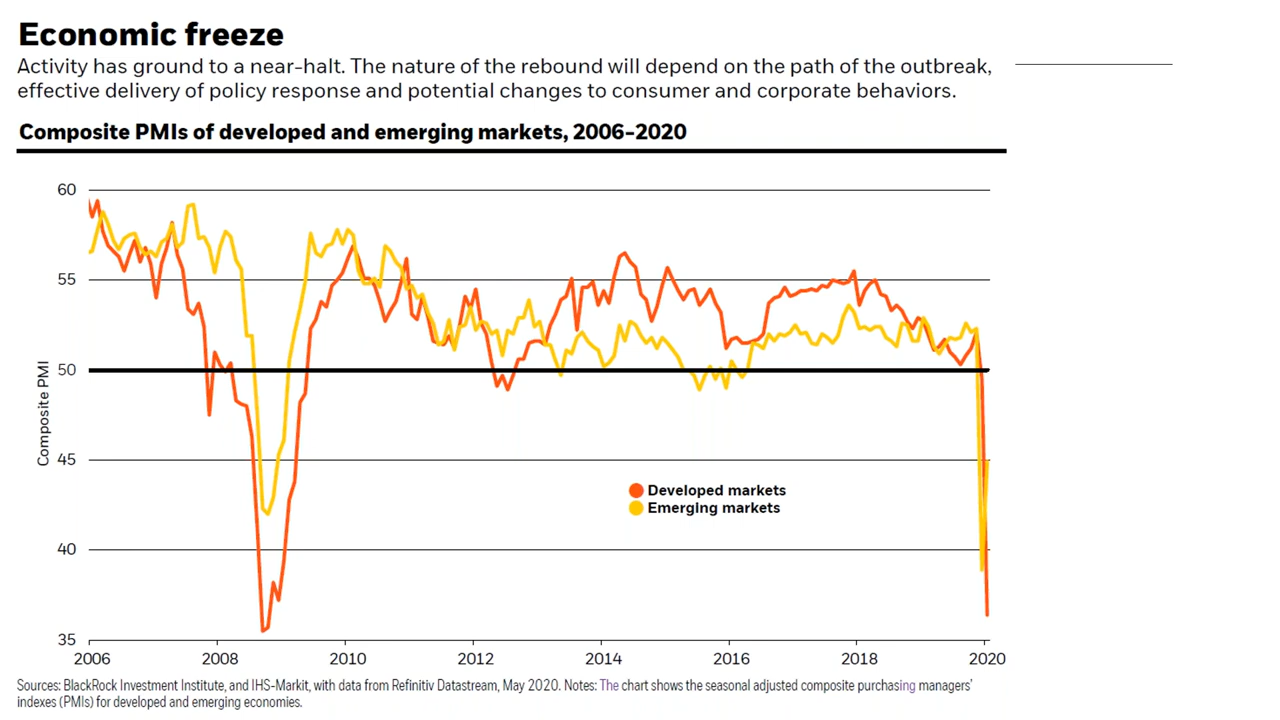 Economic freeze
Activity has ground to a near-halt. The nature of the rebound will depend on the path of the outbreak,
effective delivery of policy response and potential changes to consumer and corporate behaviors.
Composite PMIs of developed and emerging markets, 2006–2020
60
55
50
45
40
35
Composite PMI
Developed markets
Emerging markets
2006 2008 2010 2012 2014 2016 2018 2020
Sources: BlackRock Investment Institute, and IHS-Markit, with data from Refinitiv Datastream, May 2020. Notes: The chart shows the seasonal adjusted composite purchasing managers’
indexes (PMIs) for developed and emerging economies.